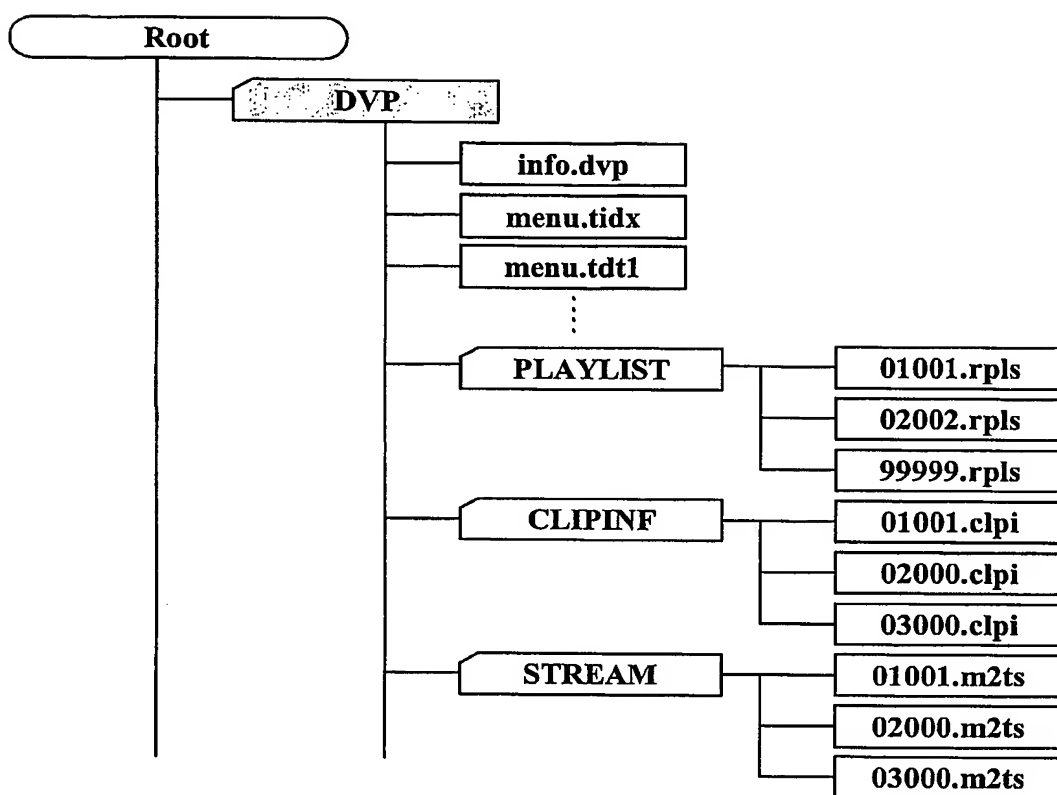 Root
DVP
info.dvp
menu.tidx
menu.tdt1
PLAYLIST
01001.rpls
02002.rpls
99999.rpls
CLIPINF
01001.clpi
02000.clpi
03000.clpi
STREAM
01001.m2ts
02000.m2ts
03000.m2ts